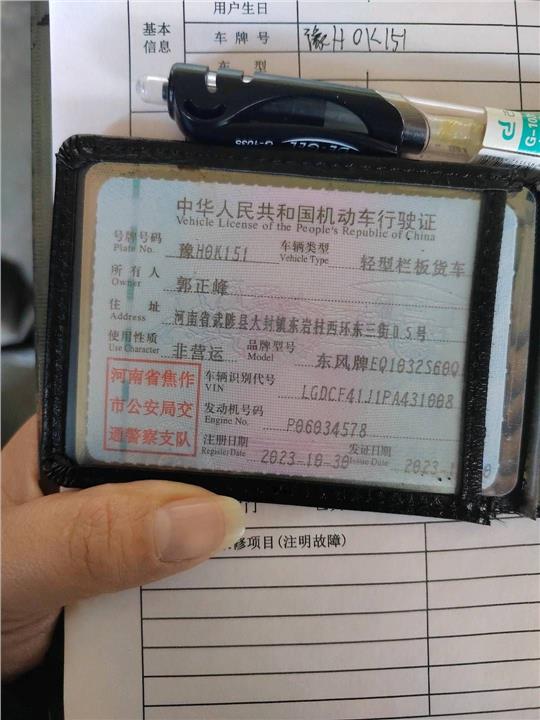 用户生日
基本
信息
车牌号 豫H0K151
车 型
G-1035
中华人民共和国机动车行驶证
Vehicle License of the People's Republic of China
号牌号码 豫H0K151 车辆类型 轻型栏板货车
Plate No. Vehicle Type
所有人 郭正峰
Owner
住 址 河南省武陟县大封镇东岩村西环东三街05号
Address
使用性质 非营运 品牌型号 东风牌EQ1032S60Q
Use Character Model
河南省焦作
市公安局交
通警察支队
车辆识别代号 LGDCF41J1PA431008
VIN
发动机号码 P06034578
Engine No.
注册日期 2023-10-30 发证日期 2023-1
Register Date Issue Date
修项目(注明故障)